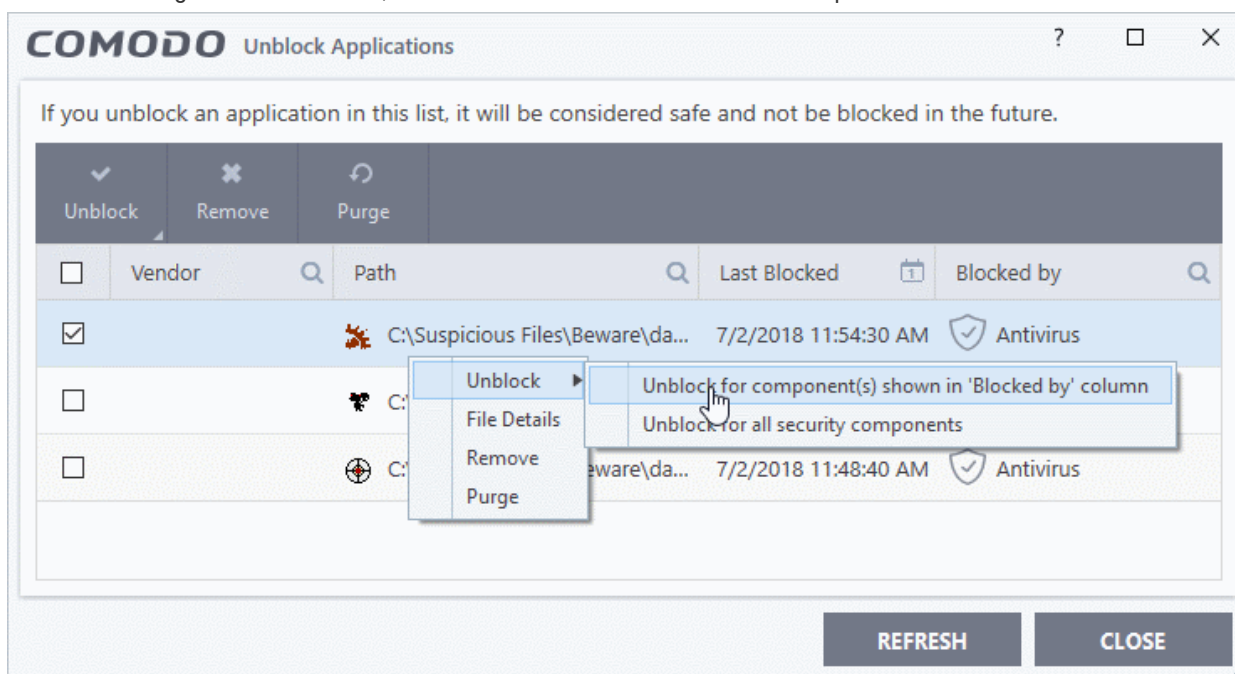 COMODO Unblock Applications ?
If you unblock an application in this list, it will be considered safe and not be blocked in the future.
Unblock Remove Purge
Vendor Path Last Blocked 1 Blocked by
C:\Suspicious Files\Beware\da... 7/2/2018 11:54:30 AM Antivirus
Unblock Unblock for component(s) shown in 'Blocked by' column
C:\
File Details Unblock for all security components
Remove
C:\ eware\da... 7/2/2018 11:48:40 AM Antivirus
Purge
REFRESH CLOSE